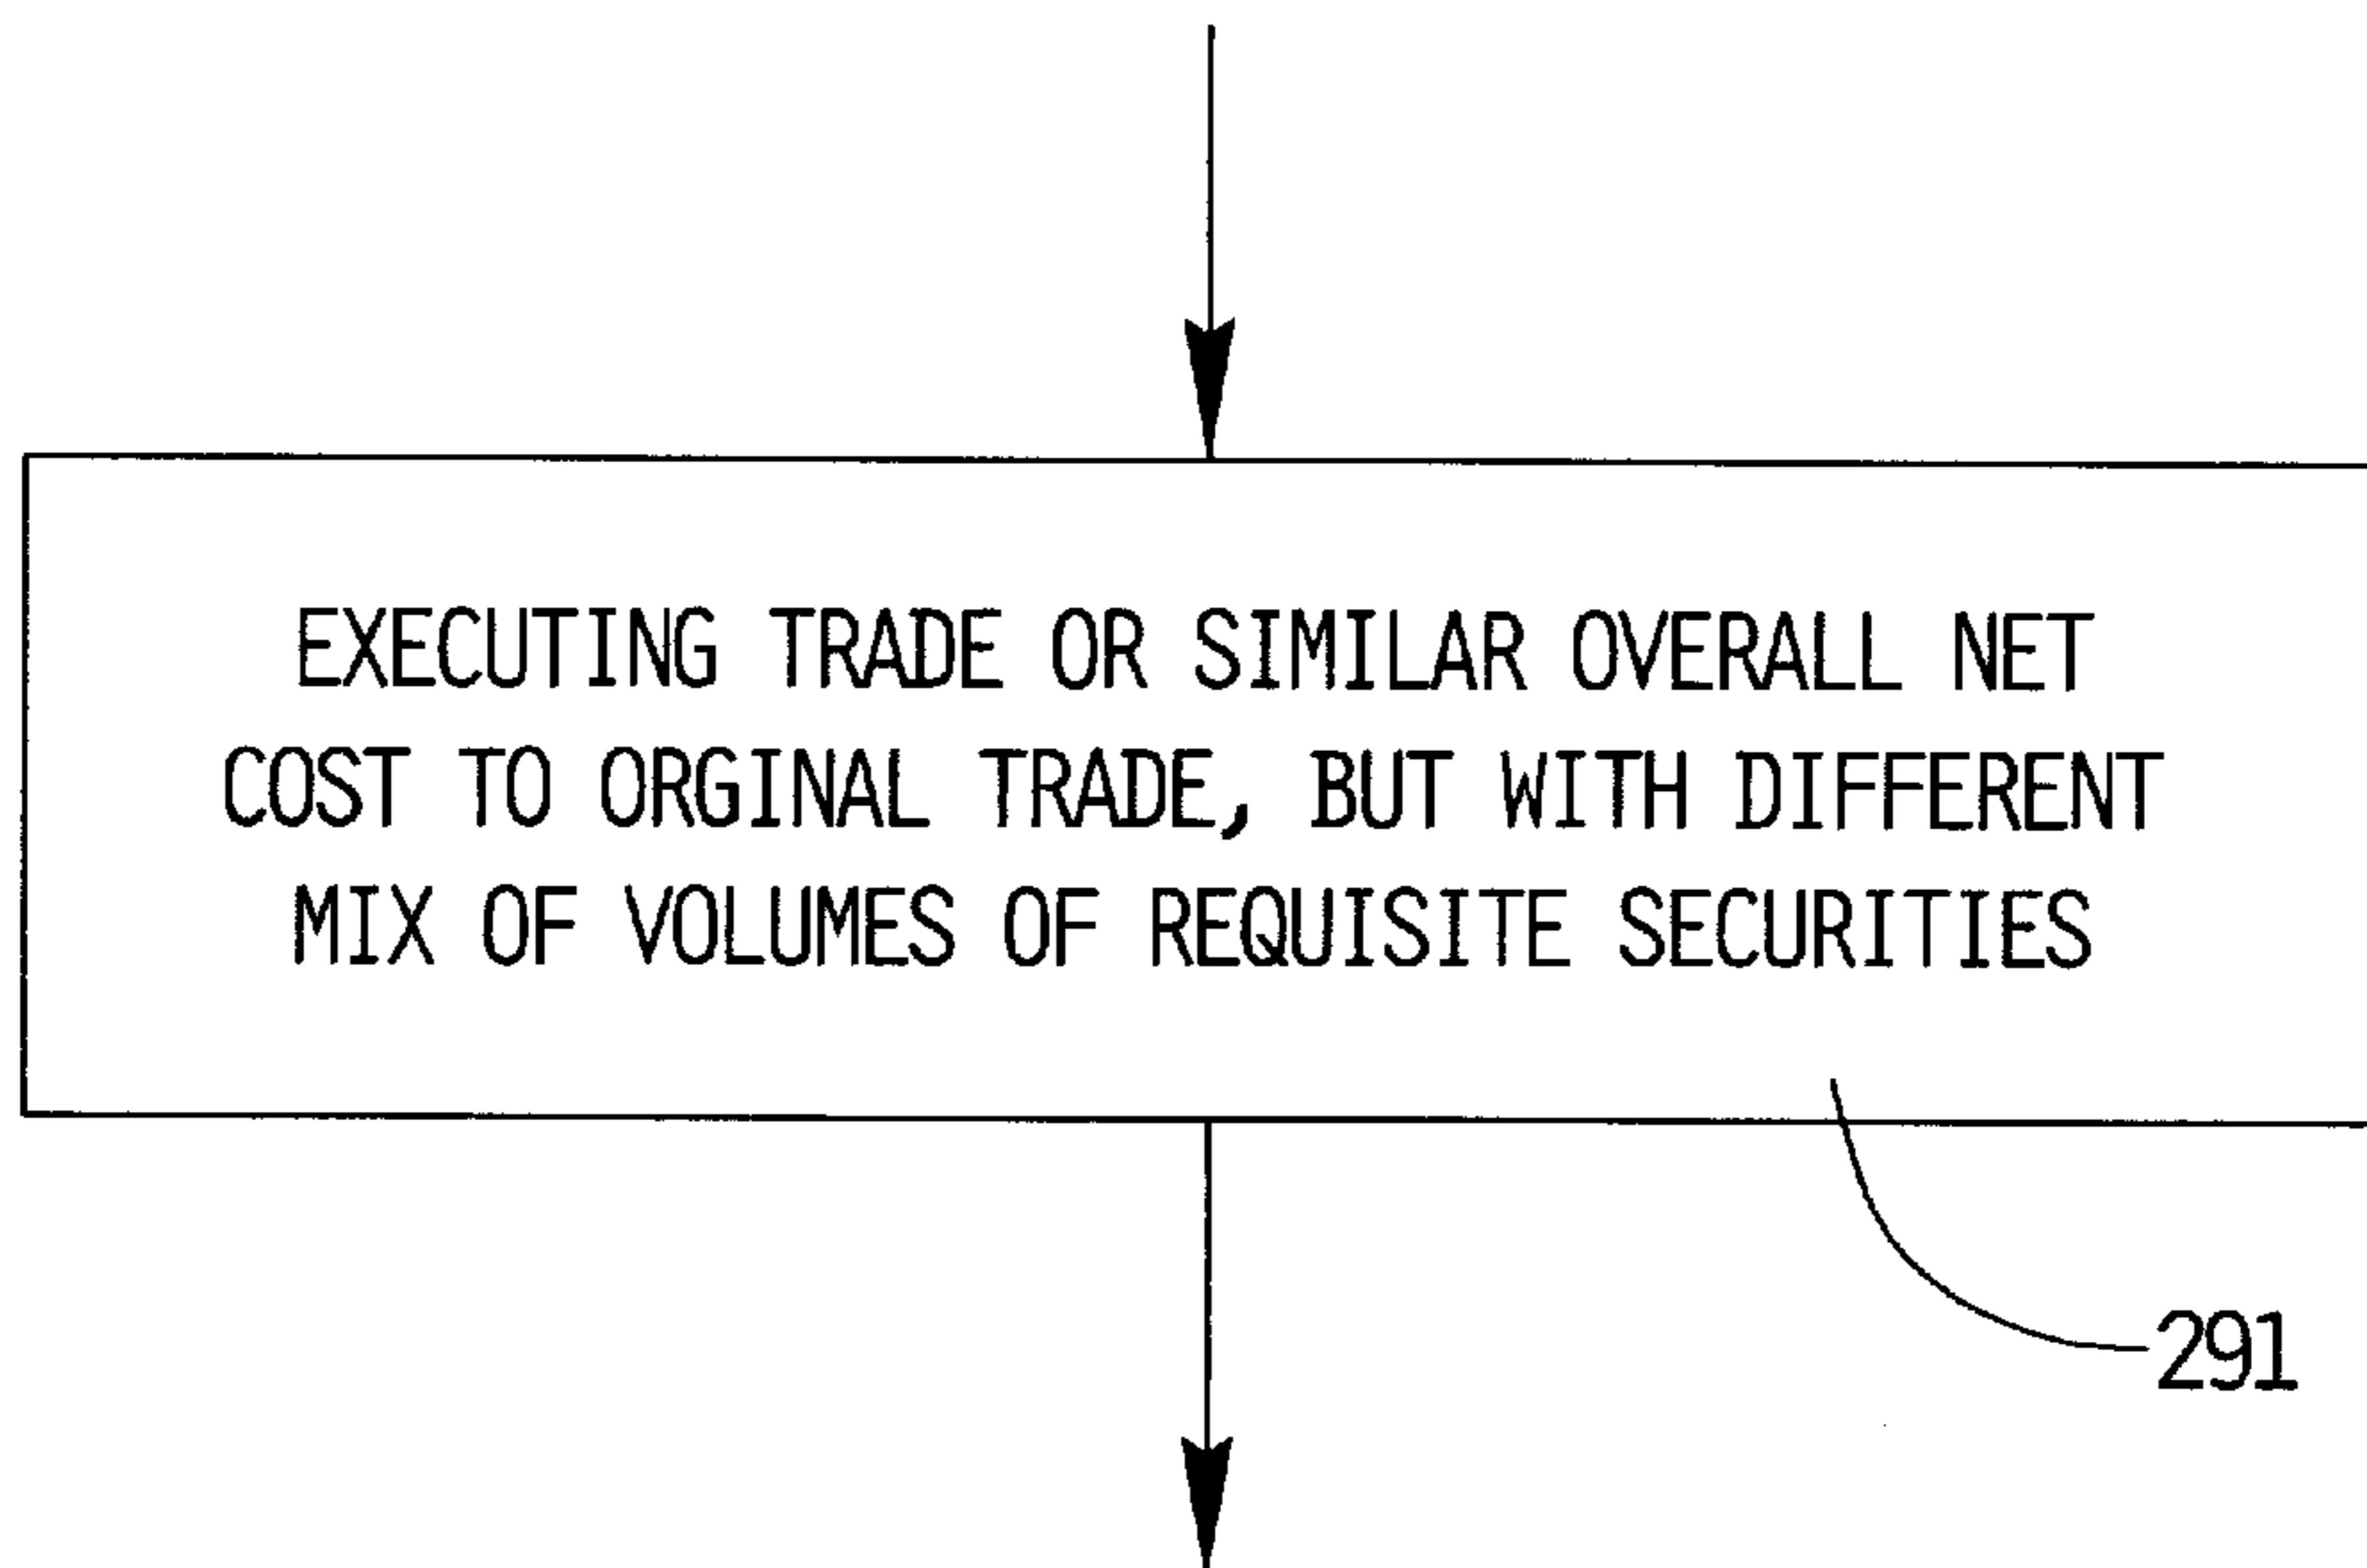 EXECUTING TRADE OR SIMILAR OVERALL NET
COST TO ORGINAL TRADE, BUT WITH DIFFERENT
MIX OF VOLUMES OF REQUISITE SECURITIES
291